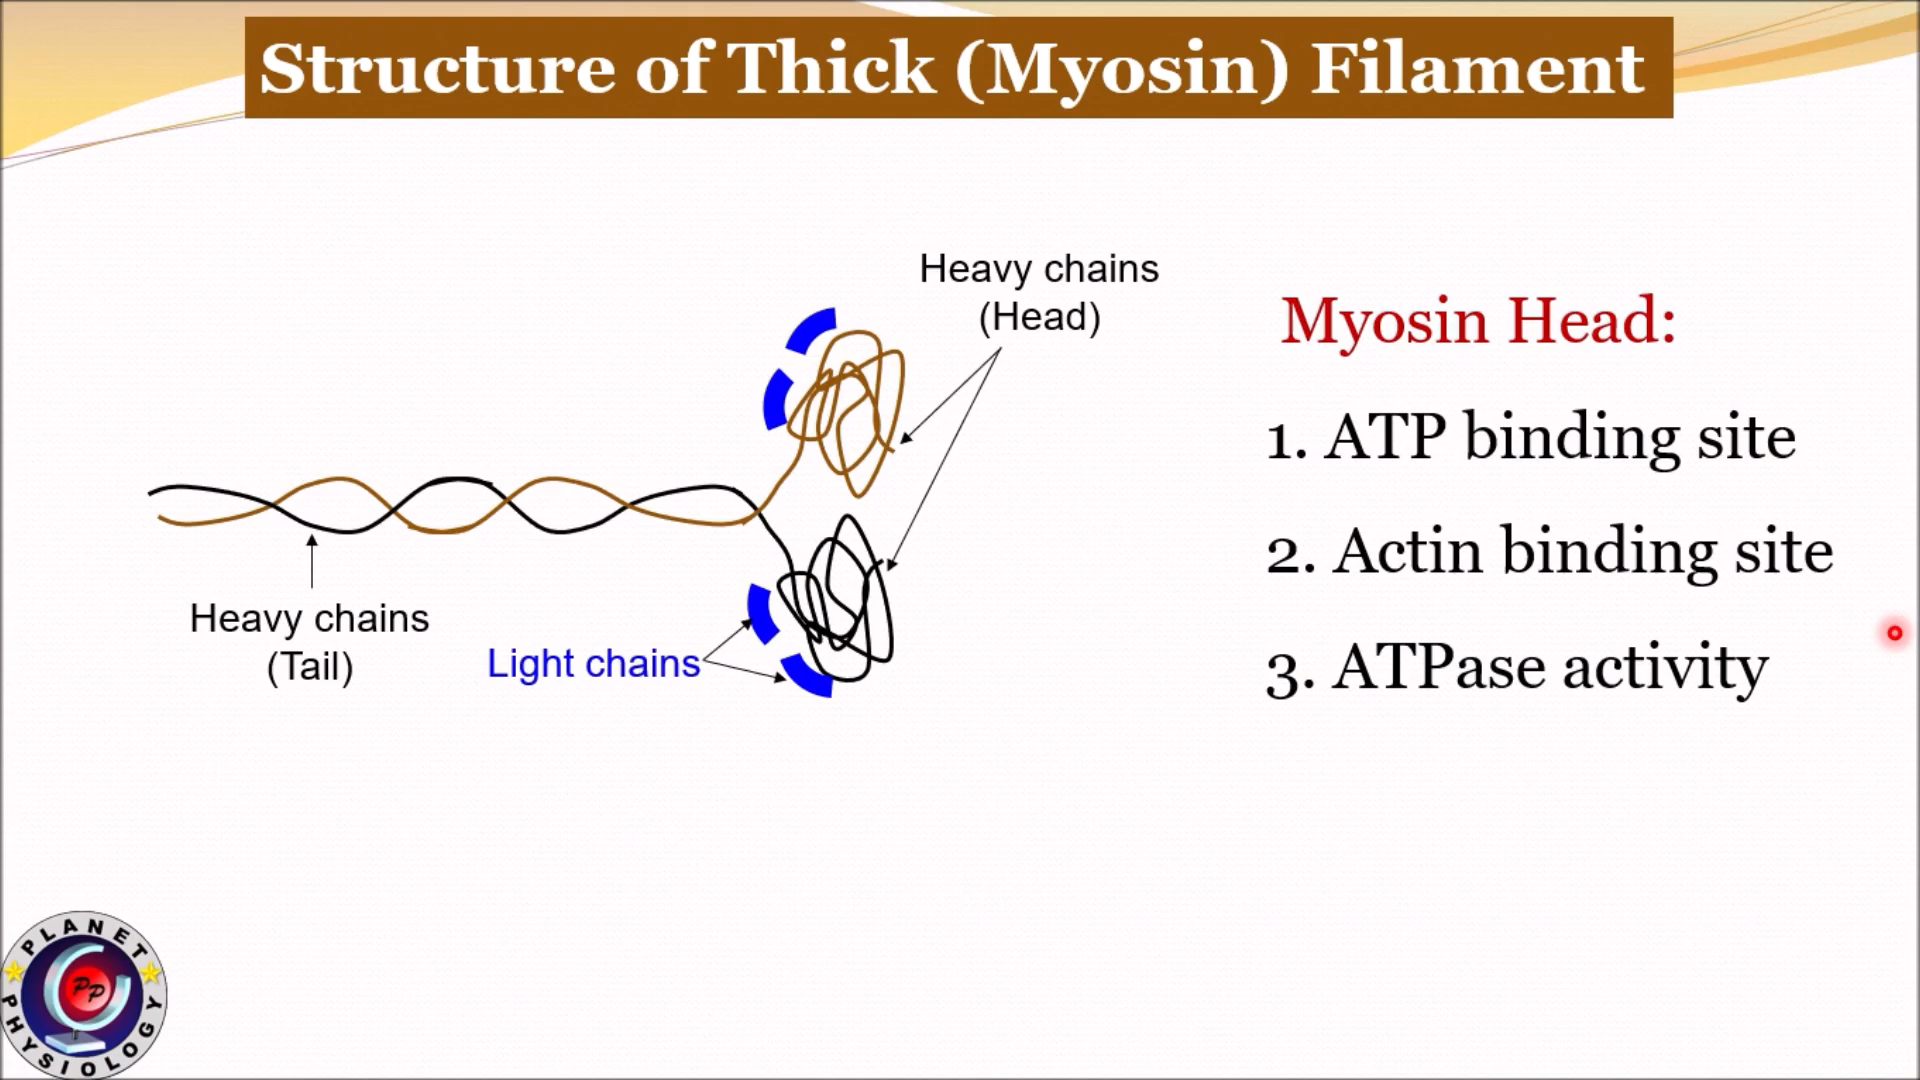 Structure of Thick (Myosin) Filament
Heavy chains
(Head)
Heavy chains
(Tail)
Light chains
Myosin Head:
1. ATP binding site
2. Actin binding site
3. ATPase activity
PLANET
PP
PHYSIOLOGY